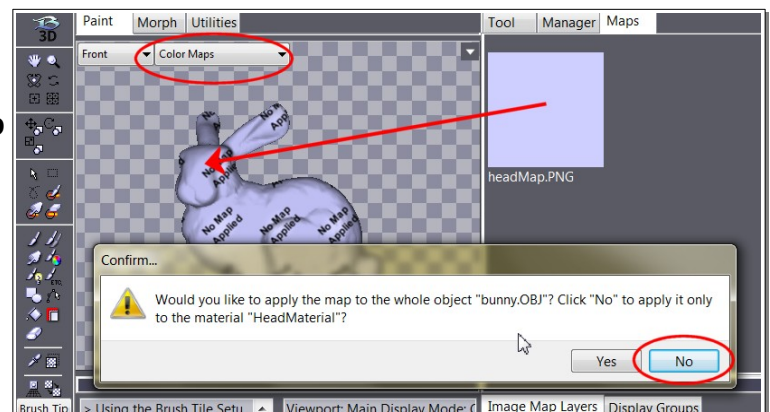 Paint Morph Utilities Tool Manager Maps
3D
Front Color Maps
No Map Applied
No Map Applied
No Map Applied
No Map Applied
headMap.PNG
Confirm...
Would you like to apply the map to the whole object "bunny.OBJ"? Click "No" to apply it only
to the material "HeadMaterial"?
Yes No
ETC
Brush Tip > Using the Brush Tile Setu Viewport: Main Display Mode: ( Image Map Layers Display Groups